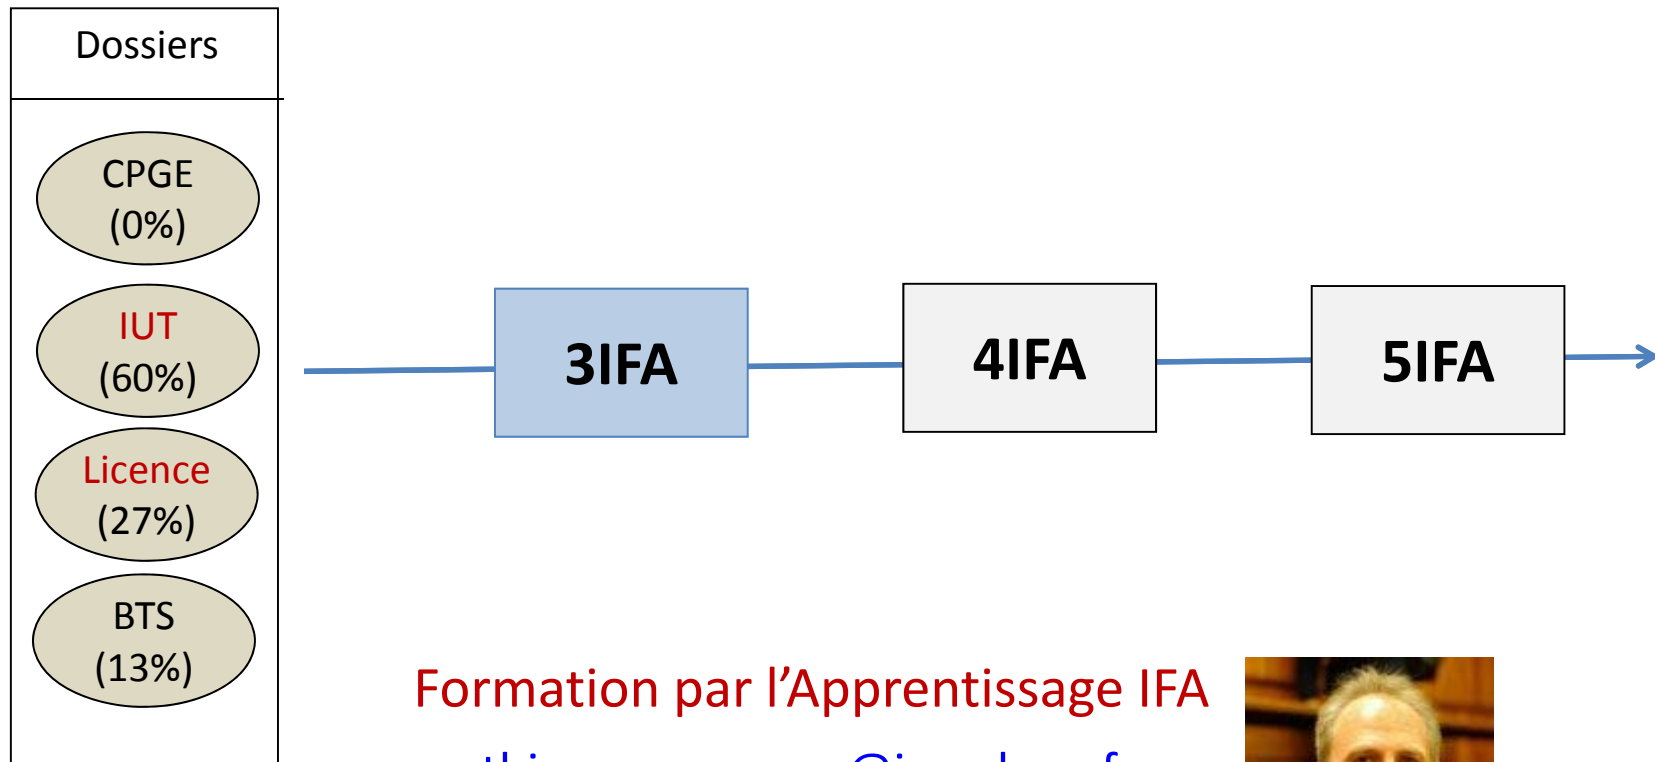 Dossiers
CPGE
(0%)
IUT
(60%)
Licence
(27%)
BTS
(13%)
3IFA
4IFA
5IFA
Formation par l’Apprentissage IFA